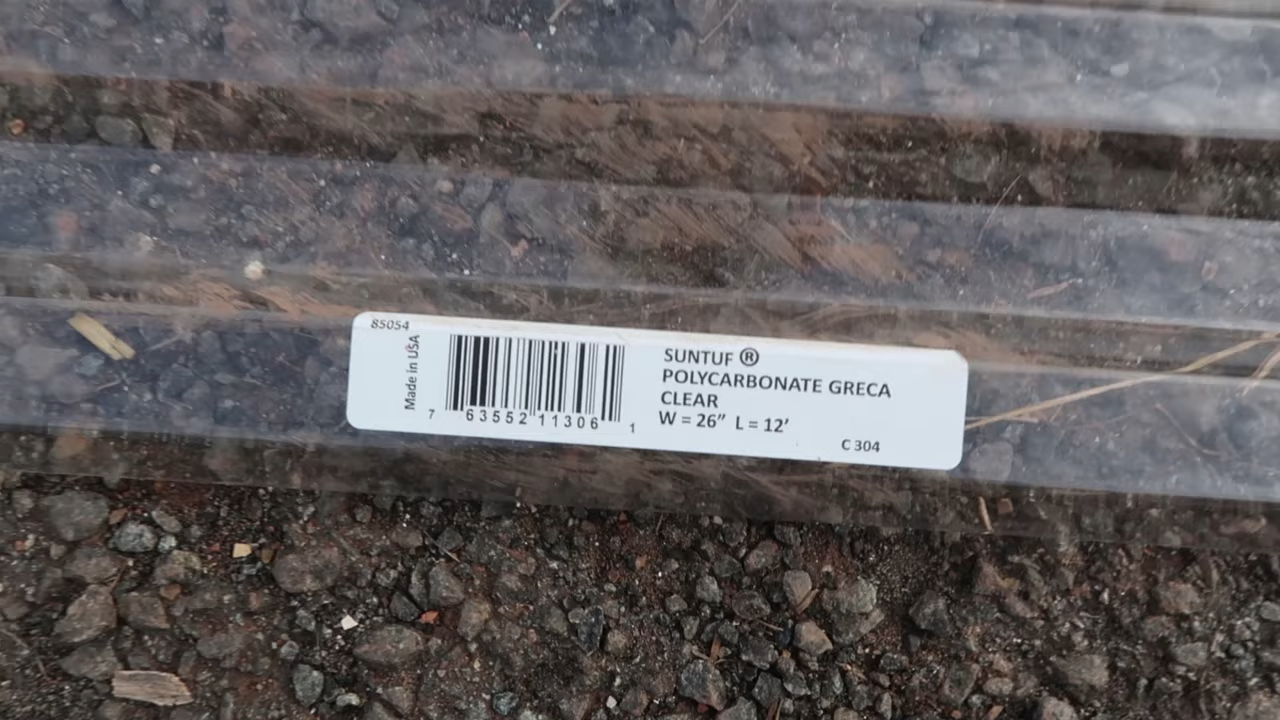 85054
Made in USA
7 63552 11306 1
SUNTUF ®
POLYCARBONATE GRECA
CLEAR
W = 26” L = 12’
C 304